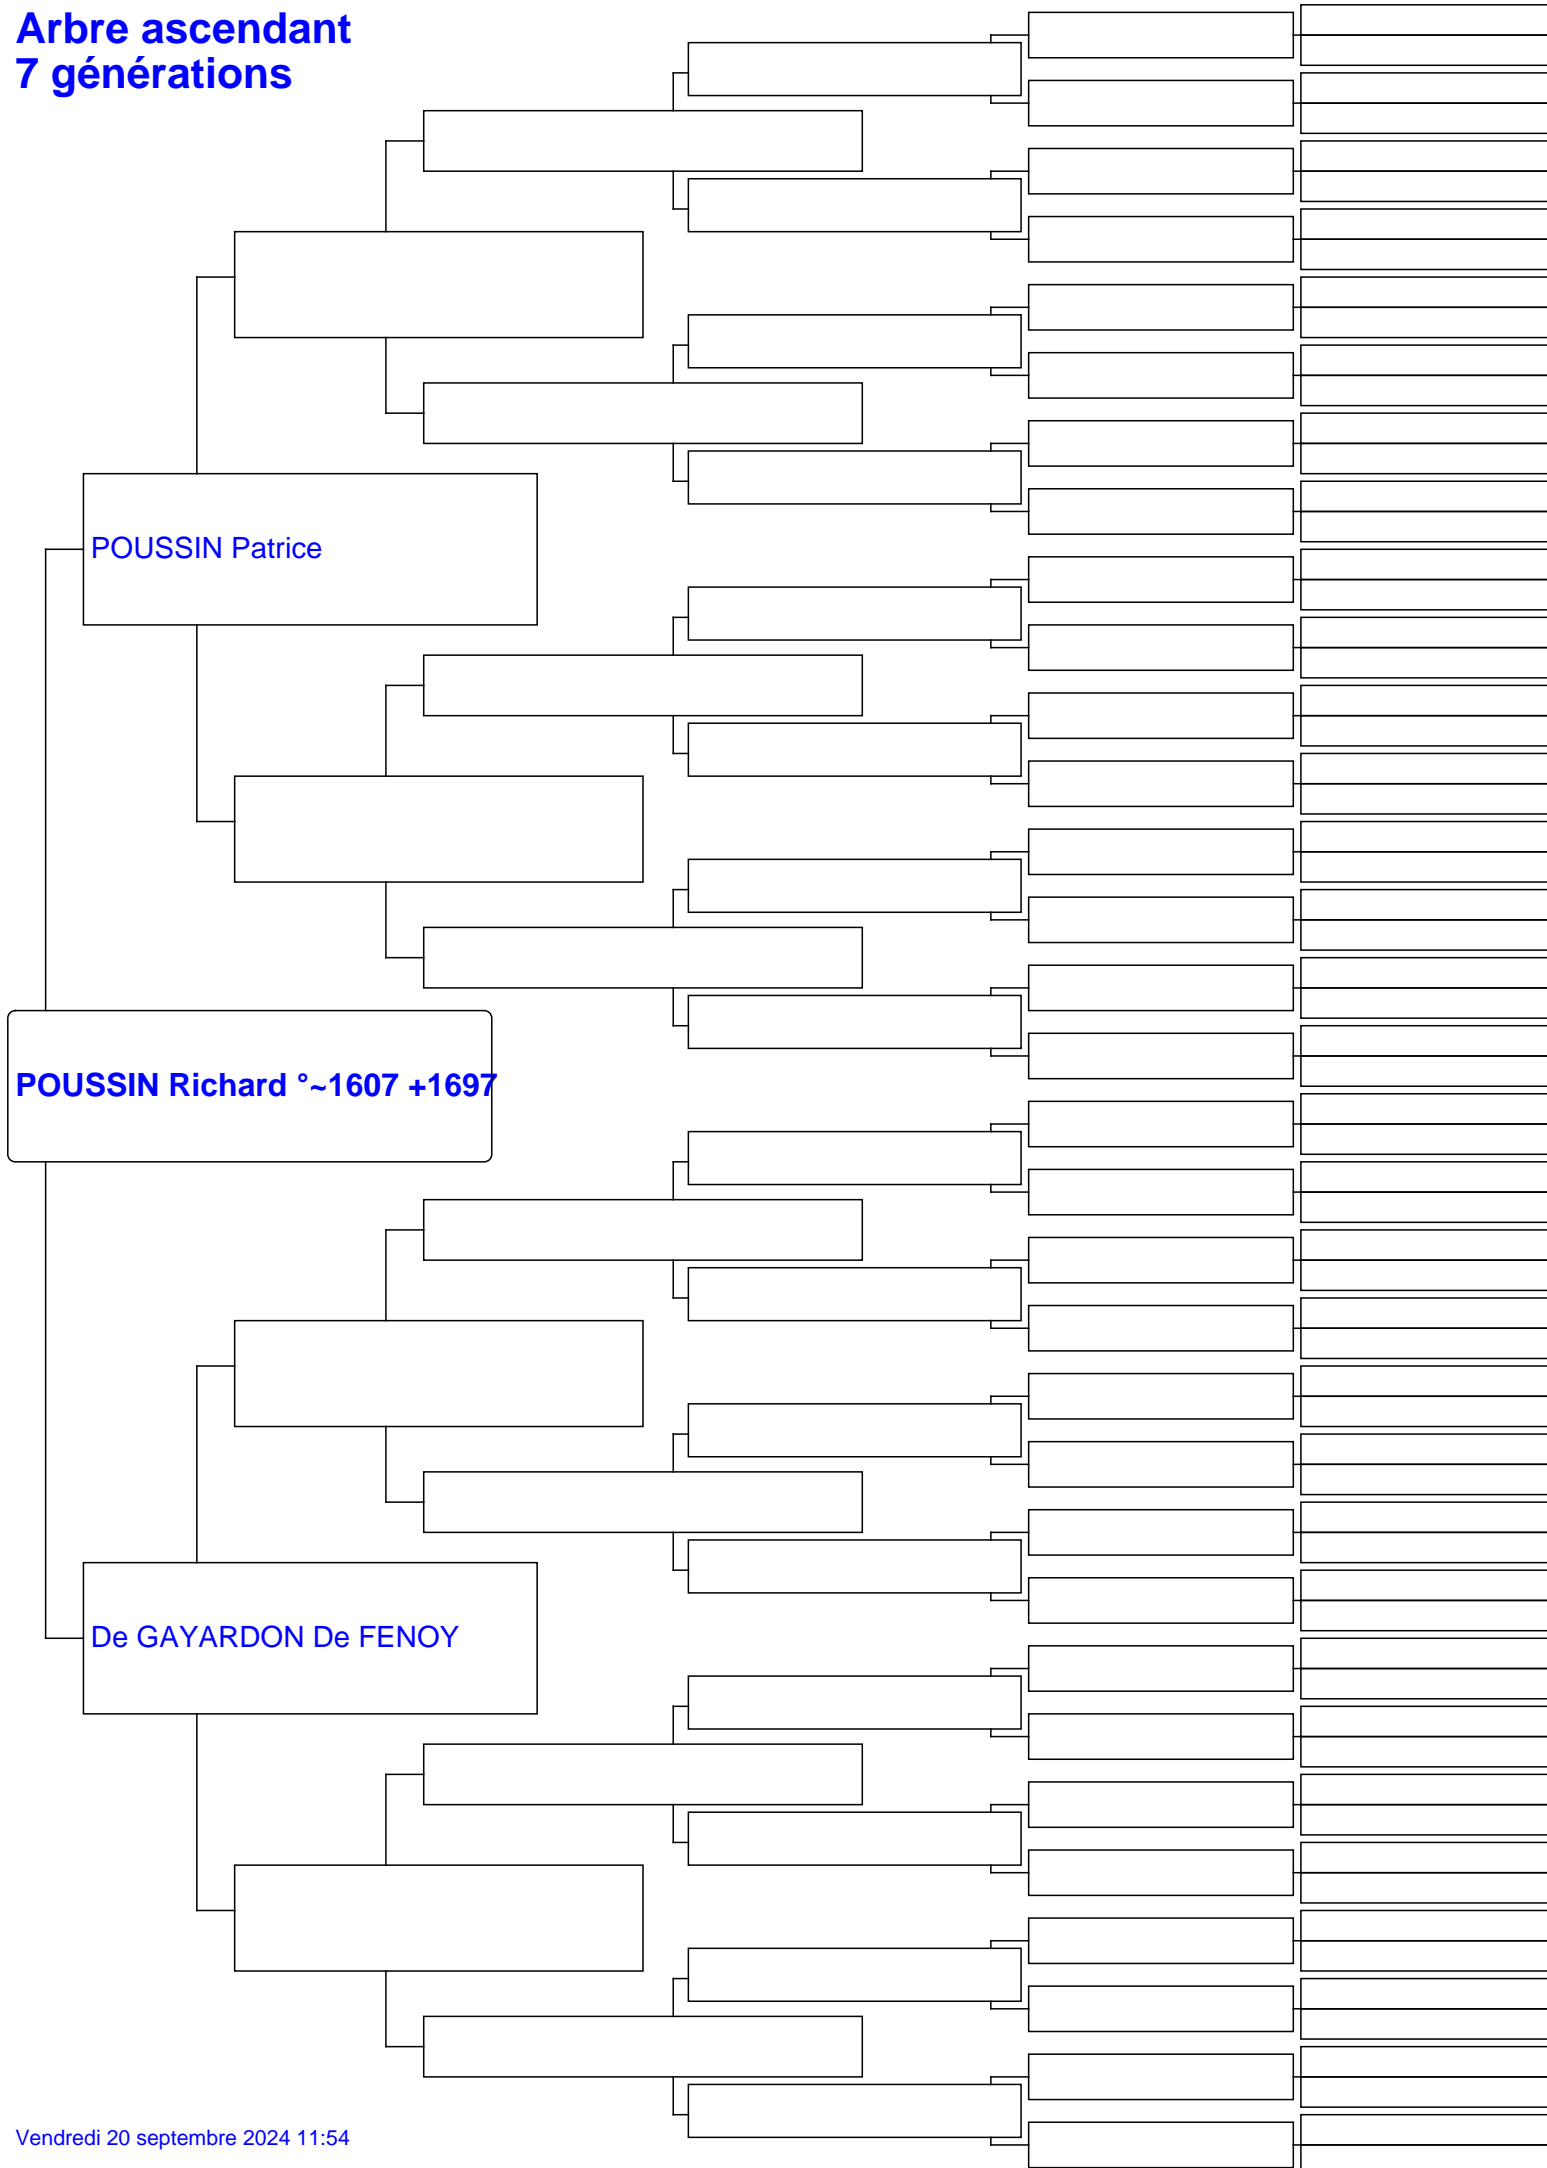 Arbre ascendant
7 générations
POUSSIN Patrice
POUSSIN Richard °~1607 +1697
De GAYARDON De FENOY
Vendredi 20 septembre 2024 11:54